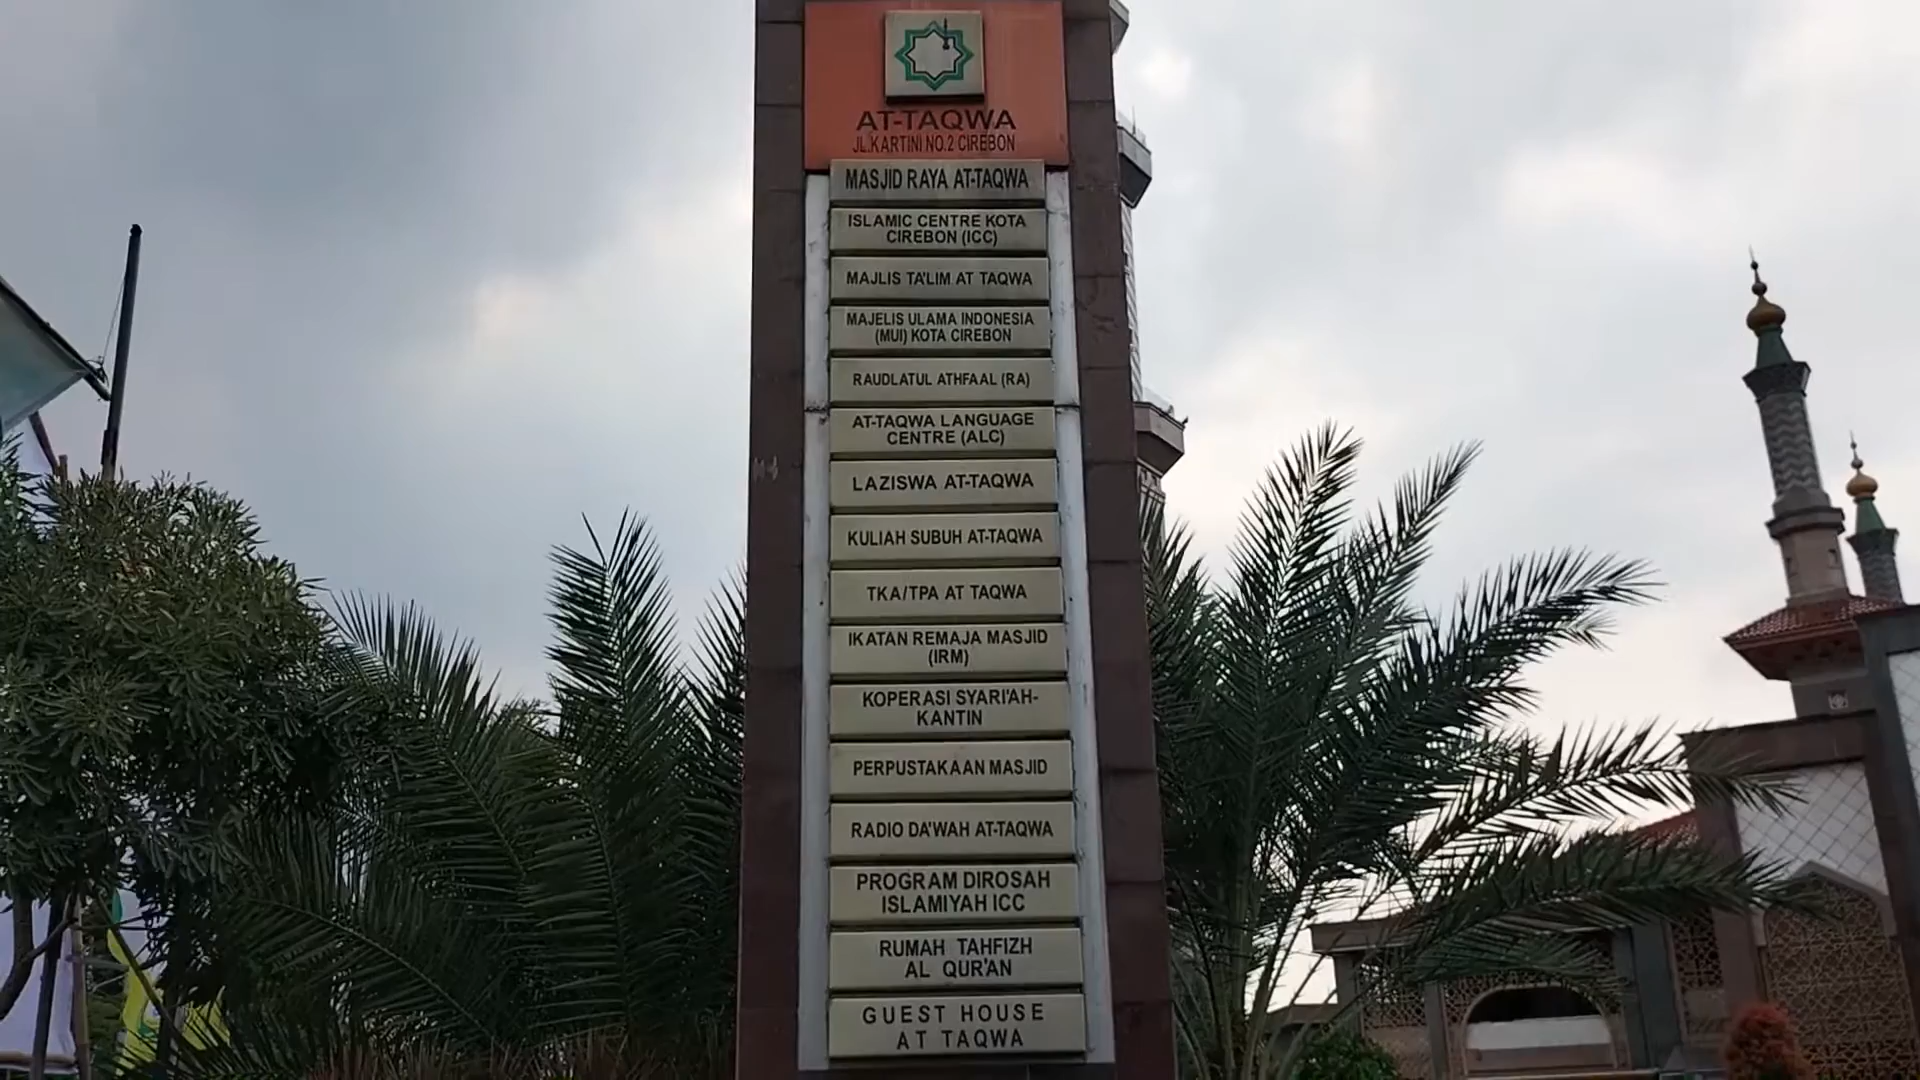 AT-TAQWA
JL.KARTINI NO.2 CIREBON
MASJID RAYA AT-TAQWA
ISLAMIC CENTRE KOTA
CIREBON (ICC)
MAJLIS TA'LIM AT TAQWA
MAJELIS ULAMA INDONESIA
(MUI) KOTA CIREBON
RAUDLATUL ATHFAAL (RA)
AT-TAQWA LANGUAGE
CENTRE (ALC)
LAZISWA AT-TAQWA
KULIAH SUBUH AT-TAQWA
TKA/TPA AT TAQWA
IKATAN REMAJA MASJID
(IRM)
KOPERASI SYARI'AH-
KANTIN
PERPUSTAKAAN MASJID
RADIO DA'WAH AT-TAQWA
PROGRAM DIROSAH
ISLAMIYAH ICC
RUMAH TAHFIZH
AL QUR'AN
GUEST HOUSE
AT TAQWA